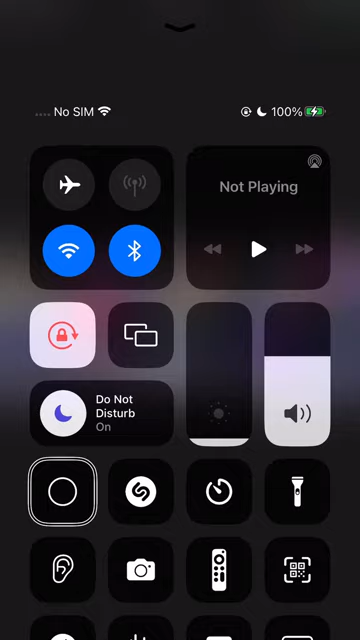 No SIM
100%
Not Playing
Do Not
Disturb
On